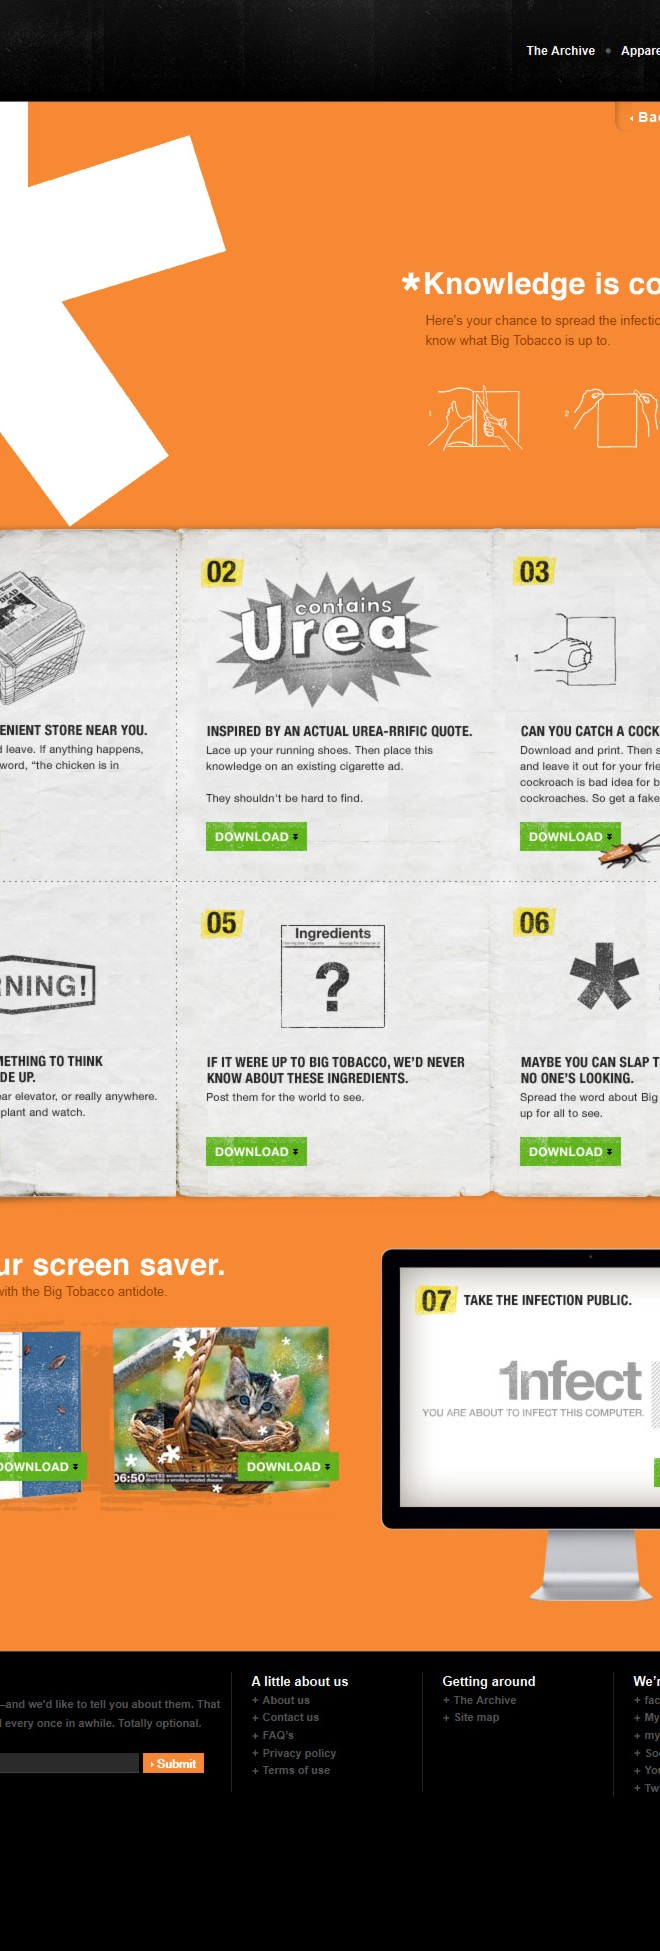 The Archive • Appare
‹ Bac
*Knowledge is co
Here's your chance to spread the infectio
know what Big Tobacco is up to.
1
2
02
contains
Urea
03
1
DEAD
ENIENT STORE NEAR YOU.
d leave. If anything happens,
word, “the chicken is in
INSPIRED BY AN ACTUAL UREA-RRIFIC QUOTE.
Lace up your running shoes. Then place this
knowledge on an existing cigarette ad.
They shouldn't be hard to find.
DOWNLOAD
CAN YOU CATCH A COCK
Download and print. Then s
and leave it out for your frie
cockroach is bad idea for b
cockroaches. So get a fake
DOWNLOAD
NING!
METHING TO THINK
DE UP.
ear elevator, or really anywhere.
plant and watch.
05
Ingredients
?
IF IT WERE UP TO BIG TOBACCO, WE'D NEVER
KNOW ABOUT THESE INGREDIENTS.
Post them for the world to see.
DOWNLOAD
06
*
MAYBE YOU CAN SLAP T
NO ONE'S LOOKING.
Spread the word about Big
up for all to see.
DOWNLOAD
ur screen saver.
with the Big Tobacco antidote.
DOWNLOAD
06:50
DOWNLOAD
07 TAKE THE INFECTION PUBLIC.
1nfect
YOU ARE ABOUT TO INFECT THIS COMPUTER.
—and we'd like to tell you about them. That
l every once in awhile. Totally optional.
› Submit
A little about us
+ About us
+ Contact us
+ FAQ's
+ Privacy policy
+ Terms of use
Getting around
+ The Archive
+ Site map
We'r
+ fac
+ My
+ my
+ Soc
+ You
+ Tw